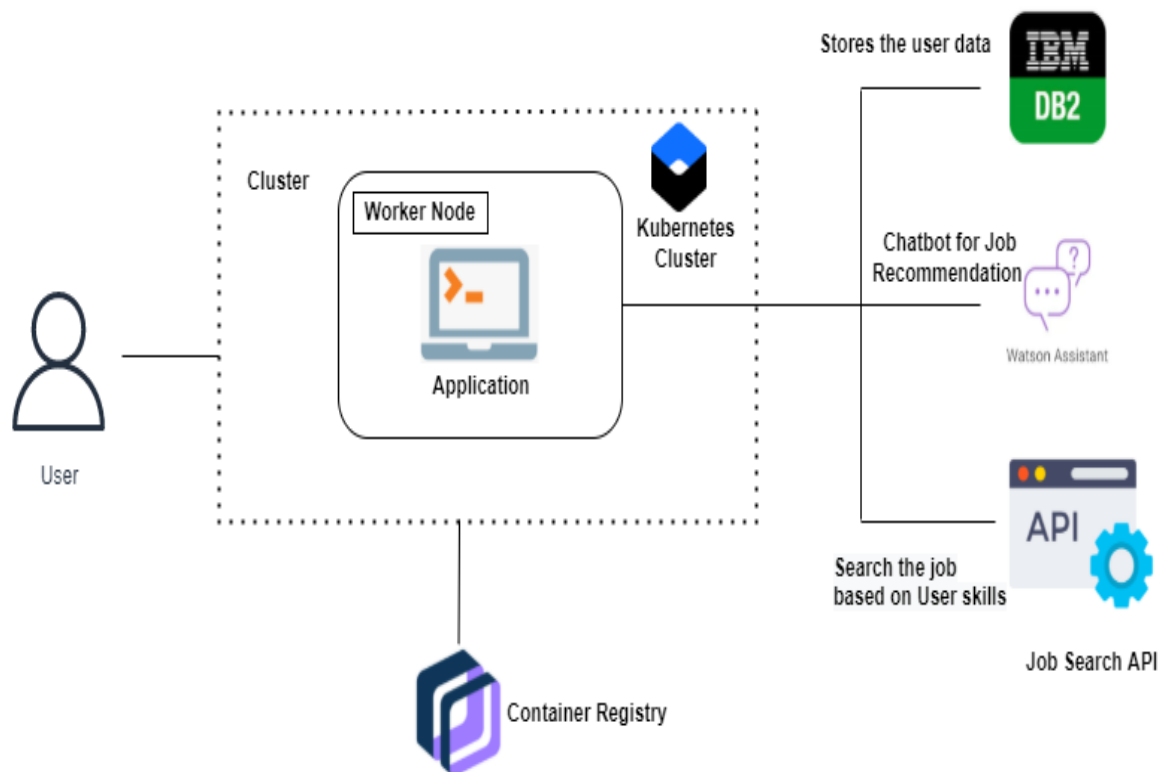 Stores the user data
IBM
DB2
Cluster
Worker Node
Kubernetes
Cluster
Application
Chatbot for Job
Recommendation
Watson Assistant
User
API
Search the job
based on User skills
Job Search API
Container Registry